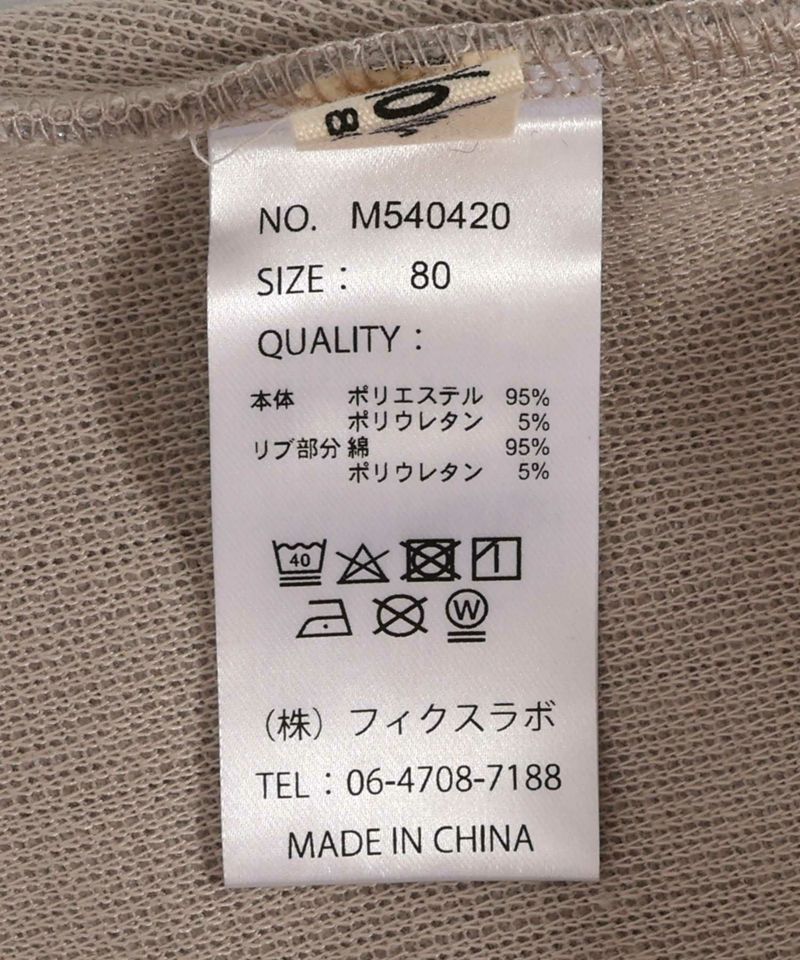 80
NO. M540420
SIZE： 80
QUALITY：
本体 ポリエステル 95%
ポリウレタン 5%
リブ部分 綿 95%
ポリウレタン 5%
40
W
（株）フィクスラボ
TEL：06-4708-7188
MADE IN CHINA